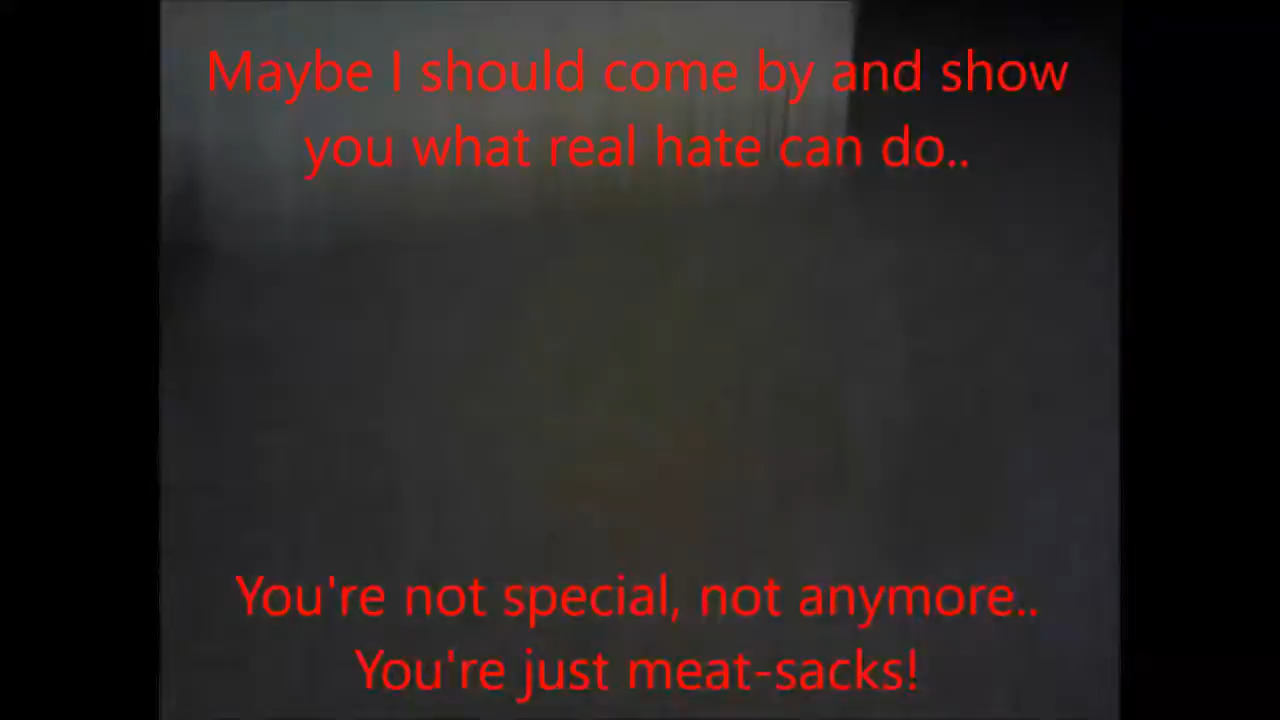 Maybe I should come by and show
you what real hate can do..
You're not special, not anymore..
You're just meat-sacks!